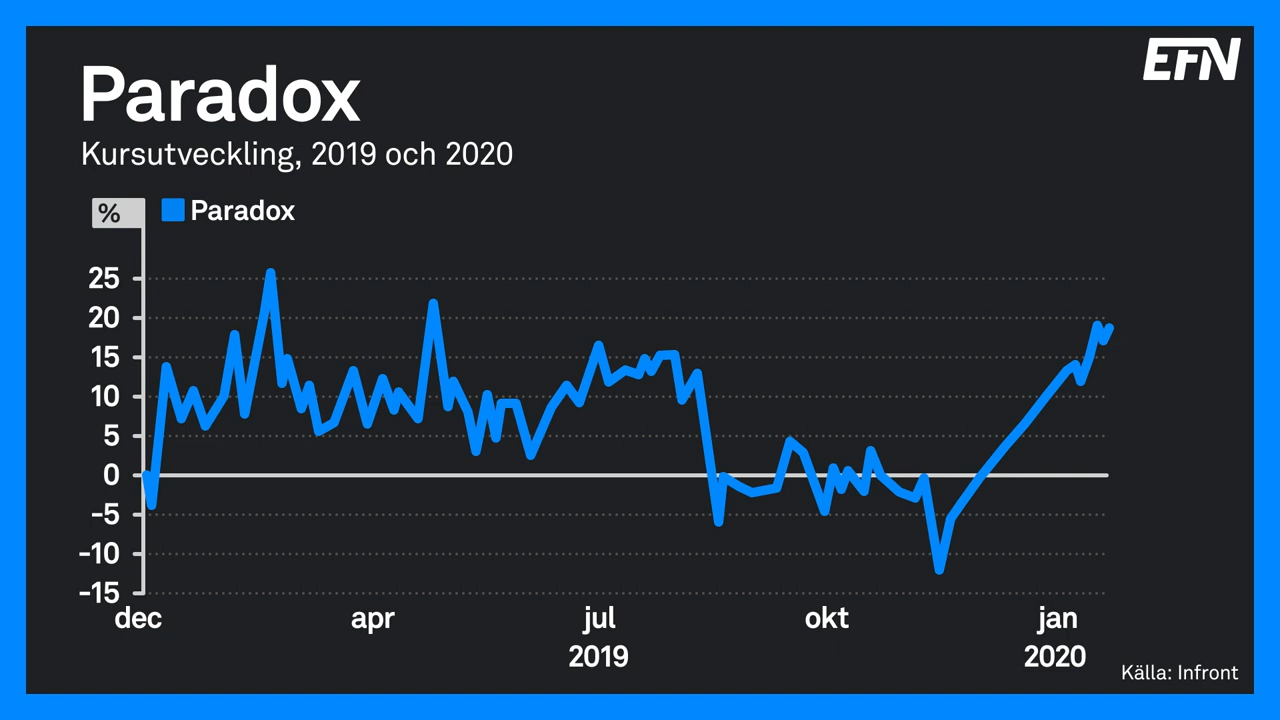 EFN
Paradox
Kursutveckling, 2019 och 2020
% Paradox
25
20
15
10
5
0
-5
-10
-15
dec apr jul okt jan
2019 2020
Källa: Infront